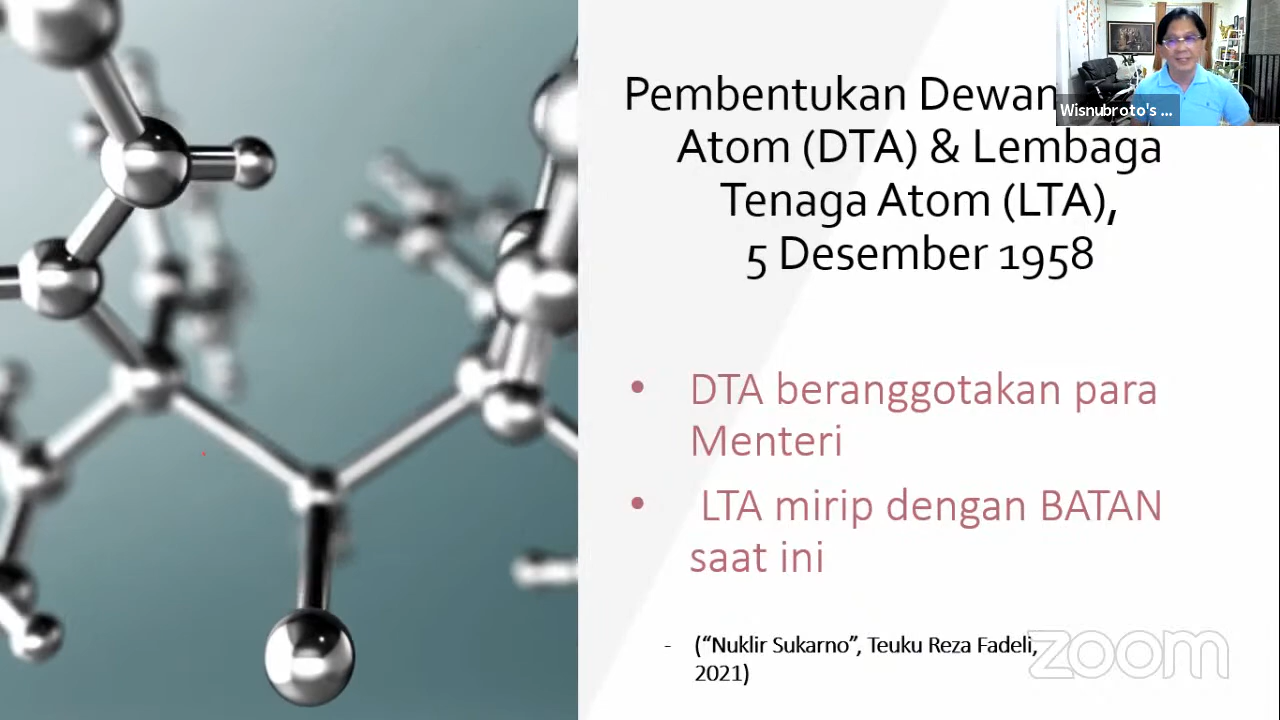 Pembentukan Dewan
Atom (DTA) & Lembaga
Tenaga Atom (LTA),
5 Desember 1958
Wisnubroto's ...
• DTA beranggotakan para
Menteri
• LTA mirip dengan BATAN
saat ini
- (“Nuklir Sukarno”, Teuku Reza Fadeli,
2021)
zoom